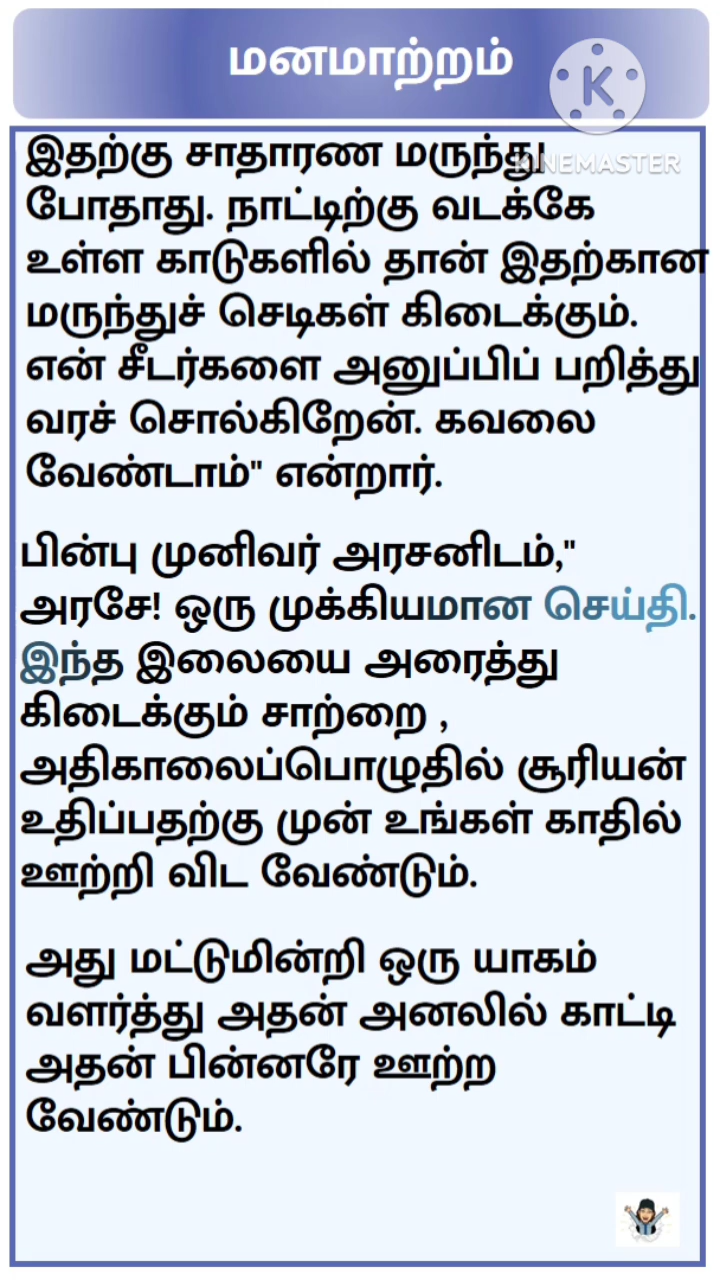 மனமாற்றம்
K
KINEMASTER
இதற்கு சாதாரண மருந்து
போதாது. நாட்டிற்கு வடக்கே
உள்ள காடுகளில் தான் இதற்கான
மருந்துச் செடிகள் கிடைக்கும்.
என் சீடர்களை அனுப்பிப் பறித்து
வரச் சொல்கிறேன். கவலை
வேண்டாம்" என்றார்.
பின்பு முனிவர் அரசனிடம்,"
அரசே! ஒரு முக்கியமான செய்தி.
இந்த இலையை அரைத்து
கிடைக்கும் சாற்றை ,
அதிகாலைப்பொழுதில் சூரியன்
உதிப்பதற்கு முன் உங்கள் காதில்
ஊற்றி விட வேண்டும்.
அது மட்டுமின்றி ஒரு யாகம்
வளர்த்து அதன் அனலில் காட்டி
அதன் பின்னரே ஊற்ற
வேண்டும்.